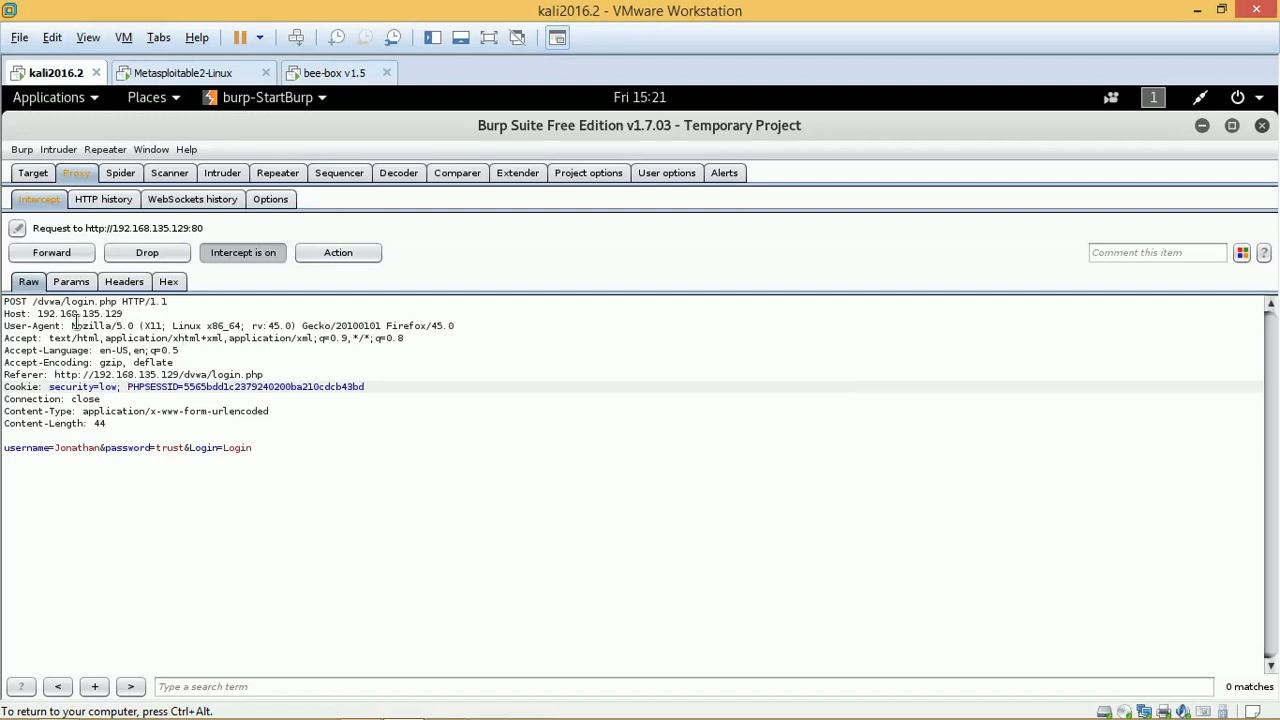 kali2016.2 - VMware Workstation
File Edit View VM Tabs Help
kali2016.2 Metasploitable2-Linux bee-box v1.5
Applications Places burp-StartBurp Fri 15:21 1
Burp Suite Free Edition v1.7.03 - Temporary Project
Burp Intruder Repeater Window Help
Target Proxy Spider Scanner Intruder Repeater Sequencer Decoder Comparer Extender Project options User options Alerts
Intercept HTTP history WebSockets history Options
Request to http://192.168.135.129:80
Forward Drop Intercept is on Action Comment this item ?
Raw Params Headers Hex
POST /dvwa/login.php HTTP/1.1
Host: 192.168.135.129
User-Agent: Mozilla/5.0 (X11; Linux x86_64; rv:45.0) Gecko/20100101 Firefox/45.0
Accept: text/html,application/xhtml+xml,application/xml;q=0.9,*/*;q=0.8
Accept-Language: en-US,en;q=0.5
Accept-Encoding: gzip, deflate
Referer: http://192.168.135.129/dvwa/login.php
Cookie: security=low; PHPSESSID=5565bdd1c2379240200ba210cdcb43bd
Connection: close
Content-Type: application/x-www-form-urlencoded
Content-Length: 44
username=Jonathan&password=trust&Login=Login
? < + > Type a search term 0 matches
To return to your computer, press Ctrl+Alt.